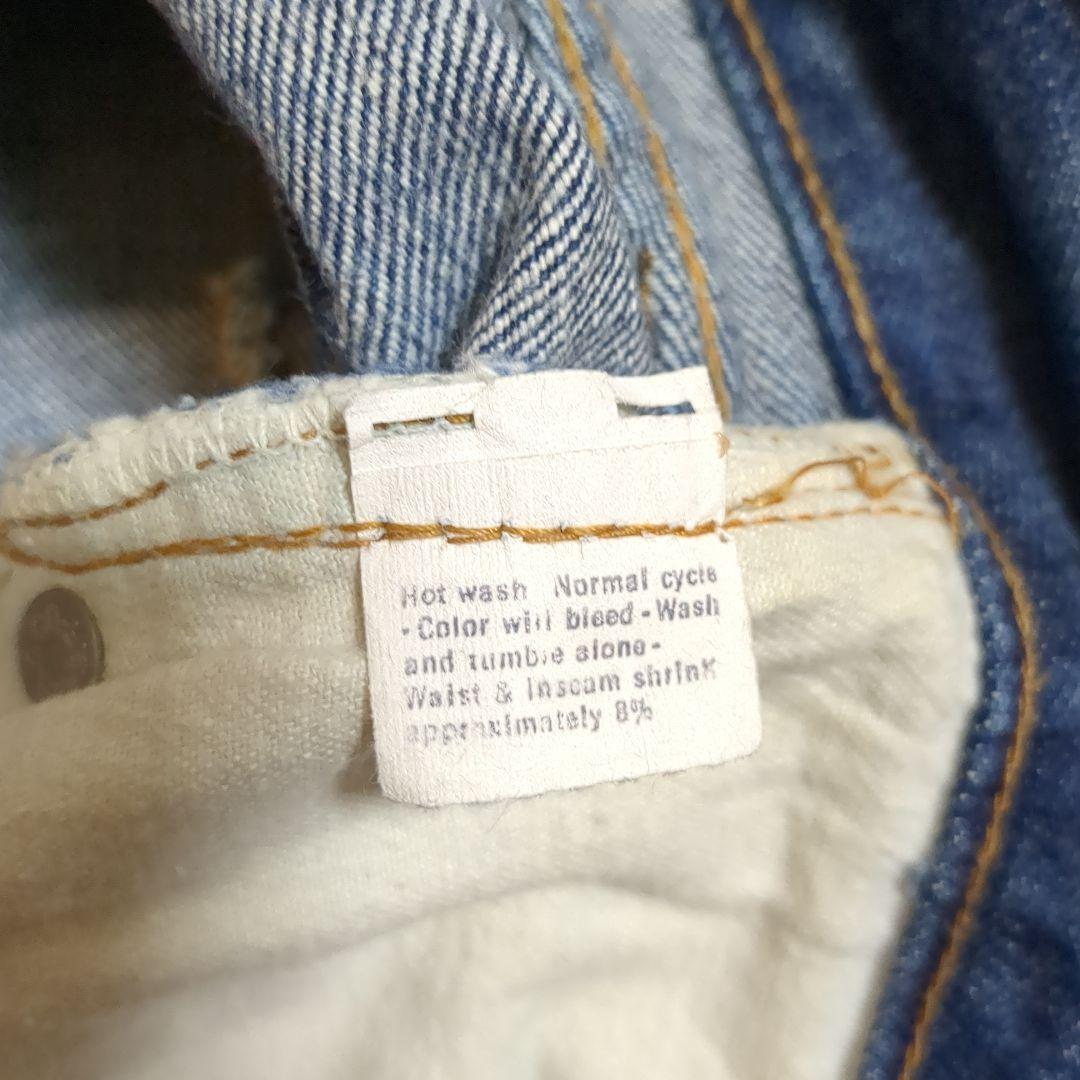 Hot wash Normal cycle
-Color will bleed-Wash
and tumble alone-
Waist & Inseam shrink
approximately 8%